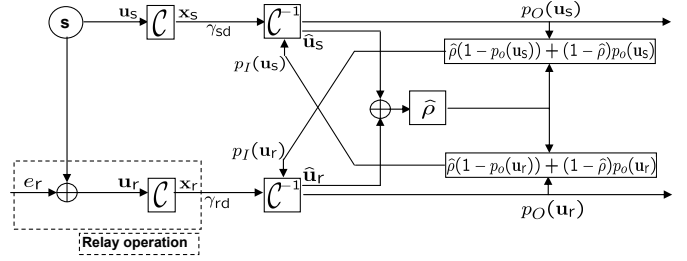 s u_s C x_s γ_sd C^{-1} û_s p_O(u_s)
p_I(u_s) ρ̂(1-p_o(u_s)) + (1-ρ̂)p_o(u_s)
ρ̂
p_I(u_r) ρ̂(1-p_o(u_r)) + (1-ρ̂)p_o(u_r)
e_r u_r C x_r γ_rd C^{-1} û_r p_O(u_r)
Relay operation